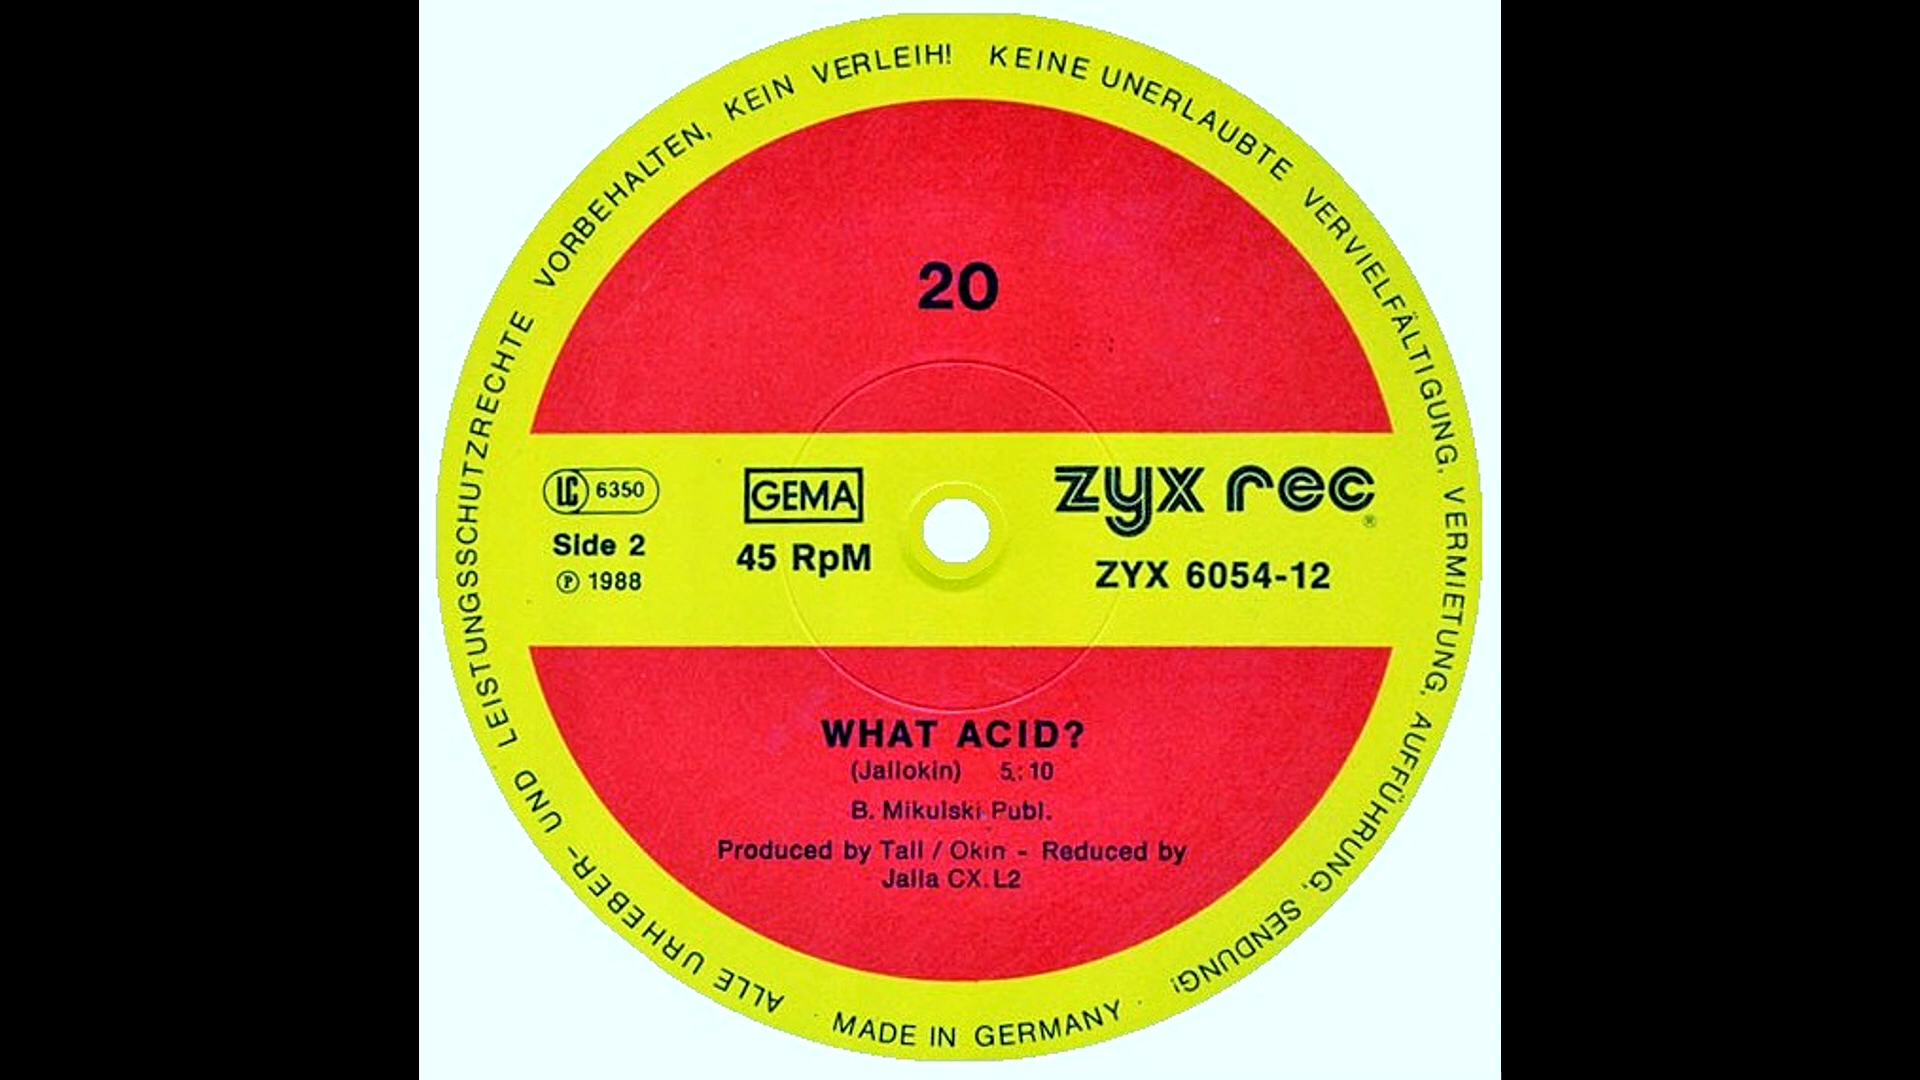 ALLE URHEBER- UND LEISTUNGSSCHUTZRECHTE VORBEHALTEN, KEIN VERLEIH! KEINE UNERLAUBTE VERVIELFÄLTIGUNG, VERMIETUNG, AUFFÜHRUNG, SENDUNG!
20
LC 6350
Side 2
℗ 1988
GEMA
45 RpM
zyx rec ®
ZYX 6054-12
WHAT ACID?
(Jallokin) 5.: 10
B. Mikulski Publ.
Produced by Tall / Okin - Reduced by
Jalla CX. L2
MADE IN GERMANY